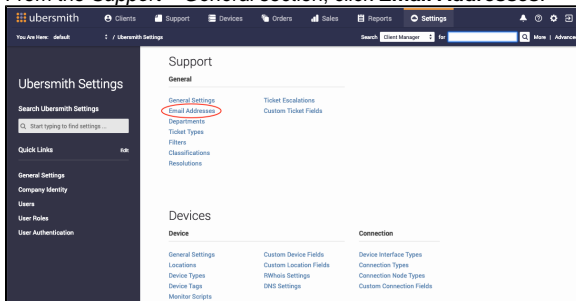 From the Support - General section, click Email Addresses.
ubersmith Clients Support Devices Orders Sales Reports Settings
You Are Here: default / Ubersmith Settings Search Client Manager for More | Advanced
Ubersmith Settings
Search Ubersmith Settings
Start typing to find settings ...
Quick Links Edit
General Settings
Company Identity
Users
User Roles
User Authentication
Support
General
General Settings Ticket Escalations
Email Addresses Custom Ticket Fields
Departments
Ticket Types
Filters
Classifications
Resolutions
Devices
Device Connection
General Settings Custom Device Fields Device Interface Types
Locations Custom Location Fields Connection Types
Device Types RWhois Settings Connection Node Types
Device Tags DNS Settings Custom Connection Fields
Monitor Scripts